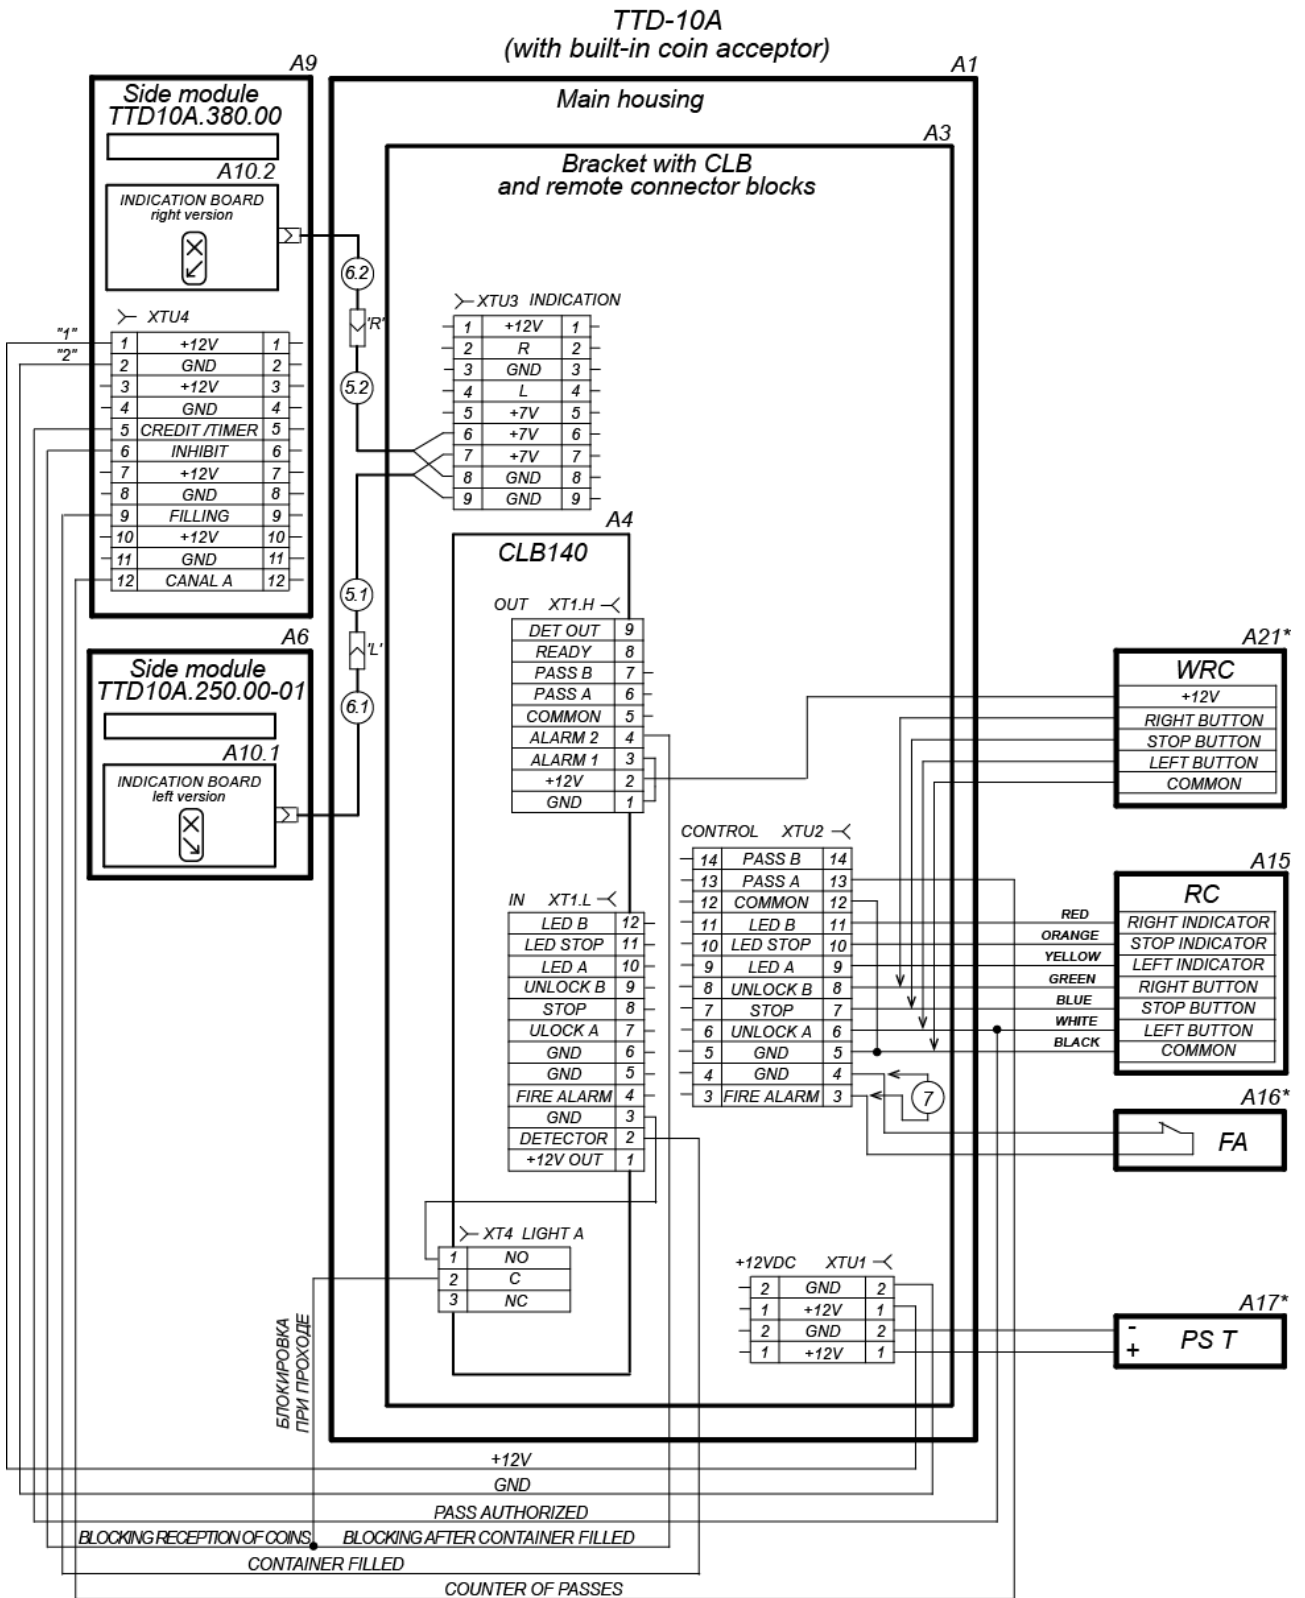 TTD-10A
(with built-in coin acceptor)
A9
Side module
TTD10A.380.00
A10.2
INDICATION BOARD
right version
XTU4
"1"
"2"
1 +12V 1
2 GND 2
3 +12V 3
4 GND 4
5 CREDIT /TIMER 5
6 INHIBIT 6
7 +12V 7
8 GND 8
9 FILLING 9
10 +12V 10
11 GND 11
12 CANAL A 12
A6
Side module
TTD10A.250.00-01
A10.1
INDICATION BOARD
left version
A1
Main housing
A3
Bracket with CLB
and remote connector blocks
6.2
'R'
5.2
5.1
'L'
6.1
XTU3 INDICATION
1 +12V 1
2 R 2
3 GND 3
4 L 4
5 +7V 5
6 +7V 6
7 +7V 7
8 GND 8
9 GND 9
A4
CLB140
OUT XT1.H
DET OUT 9
READY 8
PASS B 7
PASS A 6
COMMON 5
ALARM 2 4
ALARM 1 3
+12V 2
GND 1
IN XT1.L
LED B 12
LED STOP 11
LED A 10
UNLOCK B 9
STOP 8
ULOCK A 7
GND 6
GND 5
FIRE ALARM 4
GND 3
DETECTOR 2
+12V OUT 1
XT4 LIGHT A
1 NO
2 C
3 NC
CONTROL XTU2
14 PASS B 14
13 PASS A 13
12 COMMON 12
11 LED B 11
10 LED STOP 10
9 LED A 9
8 UNLOCK B 8
7 STOP 7
6 UNLOCK A 6
5 GND 5
4 GND 4
3 FIRE ALARM 3
7
+12VDC XTU1
2 GND 2
1 +12V 1
2 GND 2
1 +12V 1
A21*
WRC
+12V
RIGHT BUTTON
STOP BUTTON
LEFT BUTTON
COMMON
A15
RC
RED RIGHT INDICATOR
ORANGE STOP INDICATOR
YELLOW LEFT INDICATOR
GREEN RIGHT BUTTON
BLUE STOP BUTTON
WHITE LEFT BUTTON
BLACK COMMON
A16*
FA
A17*
- PS T
+
БЛОКИРОВКА
ПРИ ПРОХОДЕ
+12V
GND
PASS AUTHORIZED
BLOCKING RECEPTION OF COINS BLOCKING AFTER CONTAINER FILLED
CONTAINER FILLED
COUNTER OF PASSES